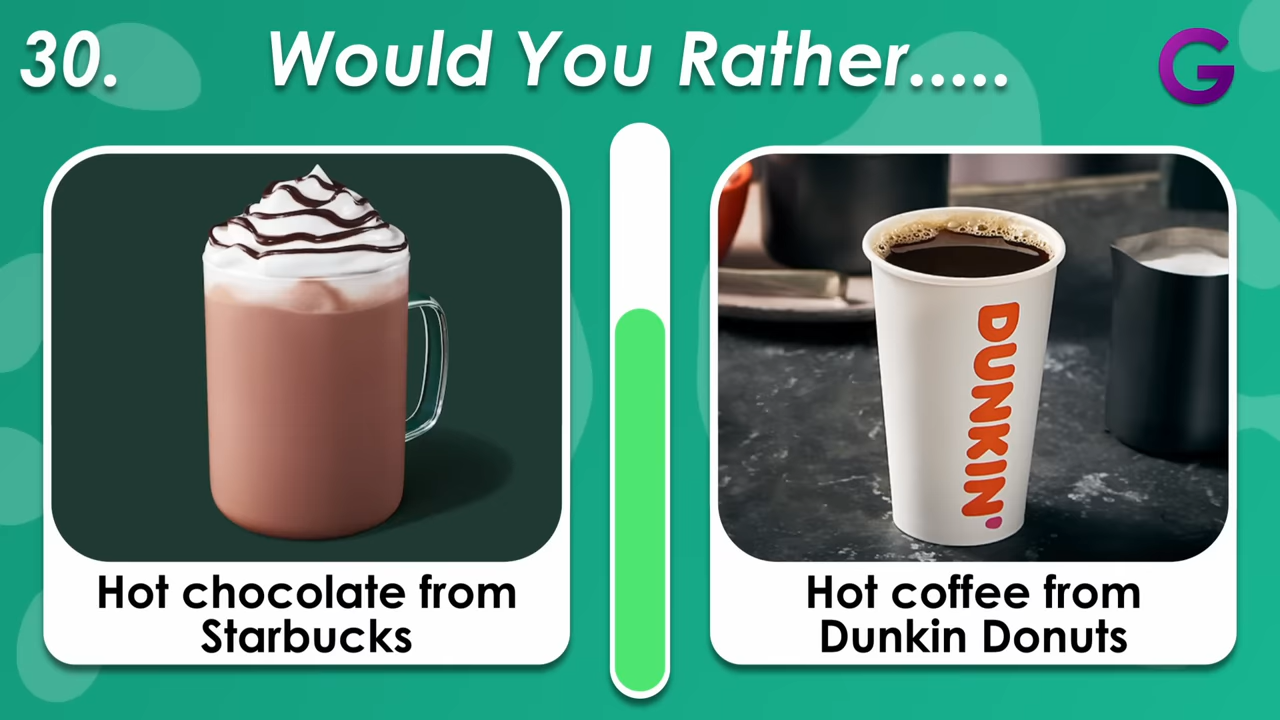 30.
Would You Rather.....
G
DUNKIN'
Hot chocolate from
Starbucks
Hot coffee from
Dunkin Donuts